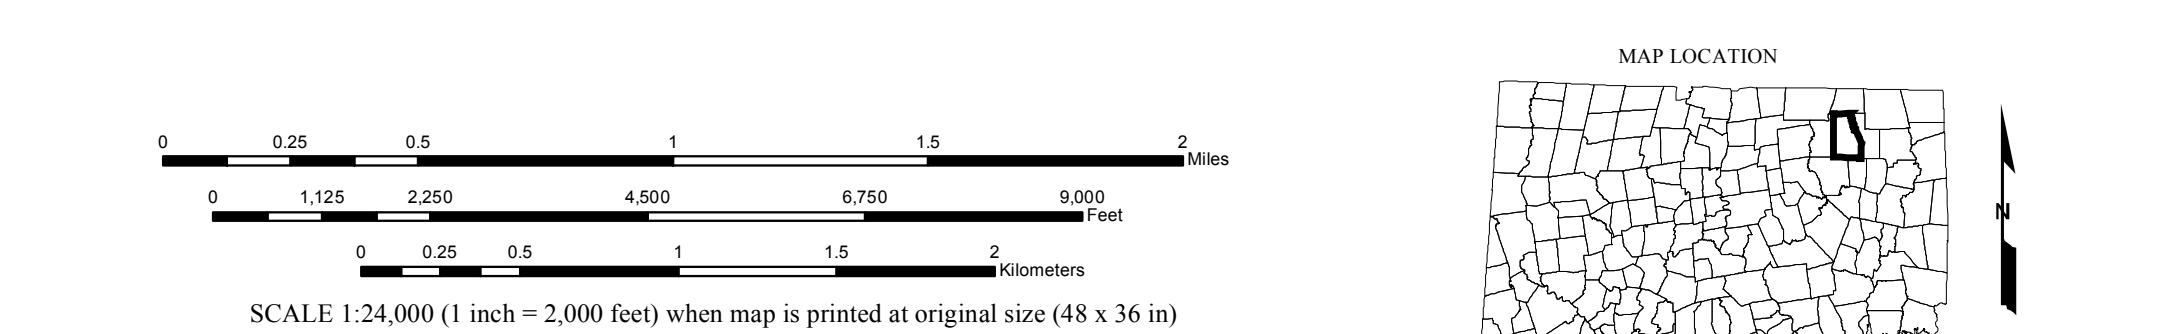 MAP LOCATION
0 0.25 0.5 1 1.5 2 Miles
0 1,125 2,250 4,500 6,750 9,000 Feet
0 0.25 0.5 1 1.5 2 Kilometers
SCALE 1:24,000 (1 inch = 2,000 feet) when map is printed at original size (48 x 36 in)
N